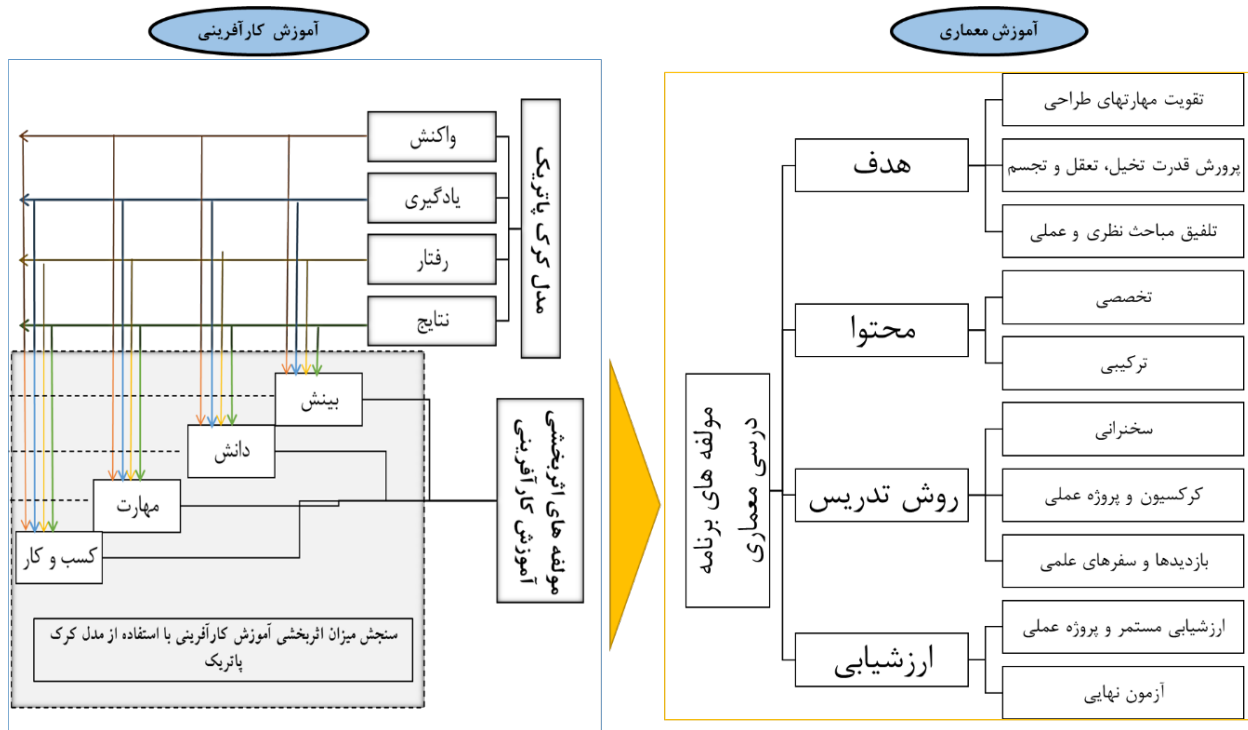 آموزش معماری
تقویت مهارتهای طراحی
هدف
پرورش قدرت تخیل، تعقل و تجسم
تلفیق مباحث نظری و عملی
تخصصی
محتوا
ترکیبی
مولفه های برنامه
درسی معماری
سخنرانی
روش تدریس
کرکسیون و پروژه عملی
بازدیدها و سفرهای علمی
ارزشیابی مستمر و پروژه عملی
ارزشیابی
آزمون نهایی
آموزش کارآفرینی
مدل کرک پاتریک
واکنش
یادگیری
رفتار
نتایج
مولفه های اثربخشی
آموزش کارآفرینی
بینش
دانش
مهارت
کسب و کار
سنجش میزان اثربخشی آموزش کارآفرینی با استفاده از مدل کرک
پاتریک